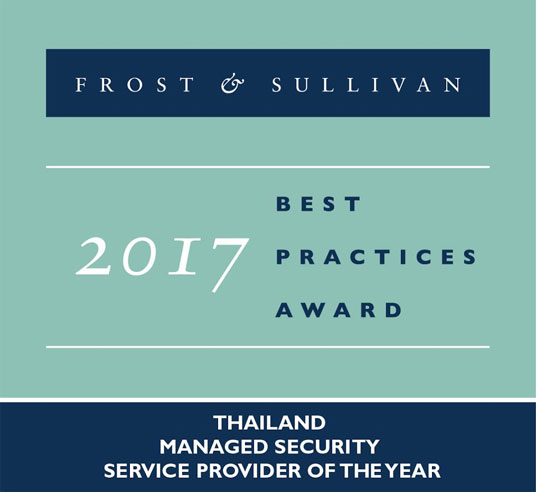 FROST & SULLIVAN
2017
BEST
PRACTICES
AWARD
THAILAND
MANAGED SECURITY
SERVICE PROVIDER OF THE YEAR